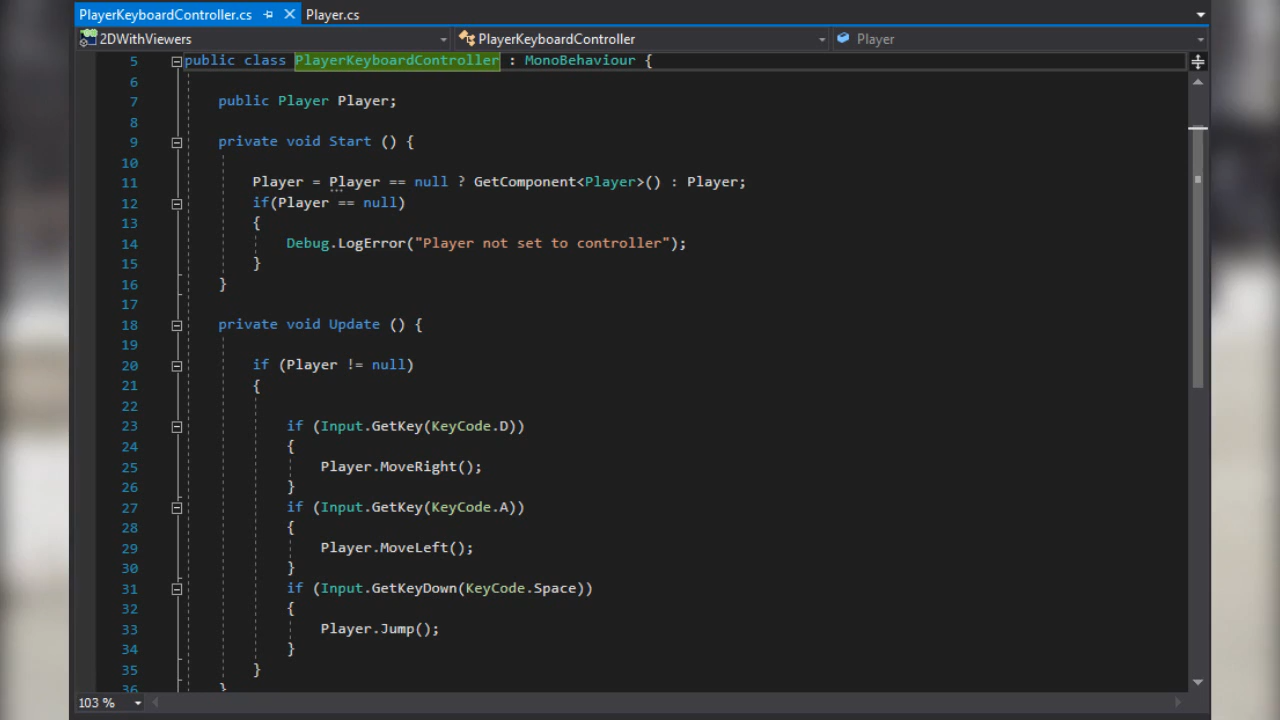 PlayerKeyboardController.cs Player.cs
2DWithViewers PlayerKeyboardController Player
5 public class PlayerKeyboardController : MonoBehaviour {
6
7 public Player Player;
8
9 private void Start () {
10
11 Player = Player == null ? GetComponent<Player>() : Player;
12 if(Player == null)
13 {
14 Debug.LogError("Player not set to controller");
15 }
16 }
17
18 private void Update () {
19
20 if (Player != null)
21 {
22
23 if (Input.GetKey(KeyCode.D))
24 {
25 Player.MoveRight();
26 }
27 if (Input.GetKey(KeyCode.A))
28 {
29 Player.MoveLeft();
30 }
31 if (Input.GetKeyDown(KeyCode.Space))
32 {
33 Player.Jump();
34 }
35 }
36 }
103 %